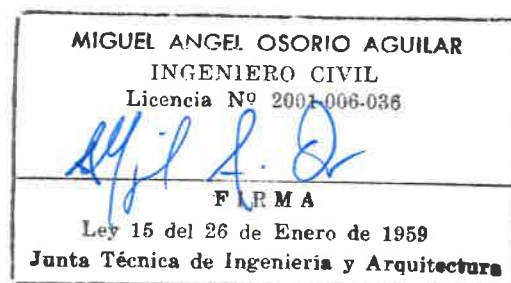 MIGUEL ANGEL OSORIO AGUILAR
INGENIERO CIVIL
Licencia Nº 2001-006-036
FIRMA
Ley 15 del 26 de Enero de 1959
Junta Técnica de Ingenieria y Arquitectura